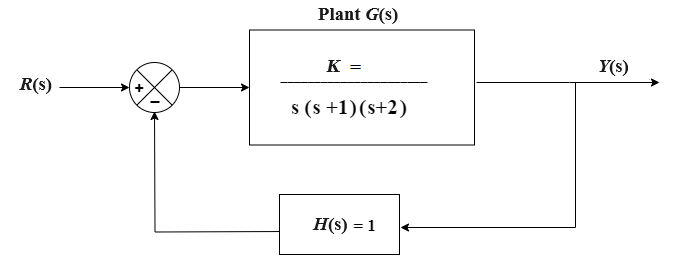 Plant G(s)
R(s)
+
−
K =
s (s +1)(s+2)
Y(s)
H(s) = 1